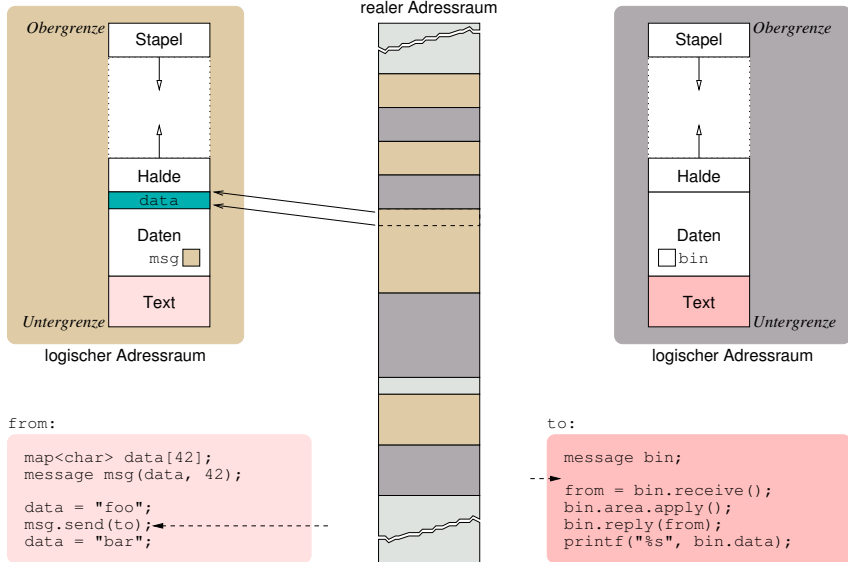 realer Adressraum
Obergrenze
Stapel
Halde
data
Daten
msg
Text
Untergrenze
logischer Adressraum
Stapel
Obergrenze
Halde
Daten
bin
Text
Untergrenze
logischer Adressraum
from:
map<char> data[42];
message msg(data, 42);
data = "foo";
msg.send(to);
data = "bar";
to:
message bin;
from = bin.receive();
bin.area.apply();
bin.reply(from);
printf("%s", bin.data);